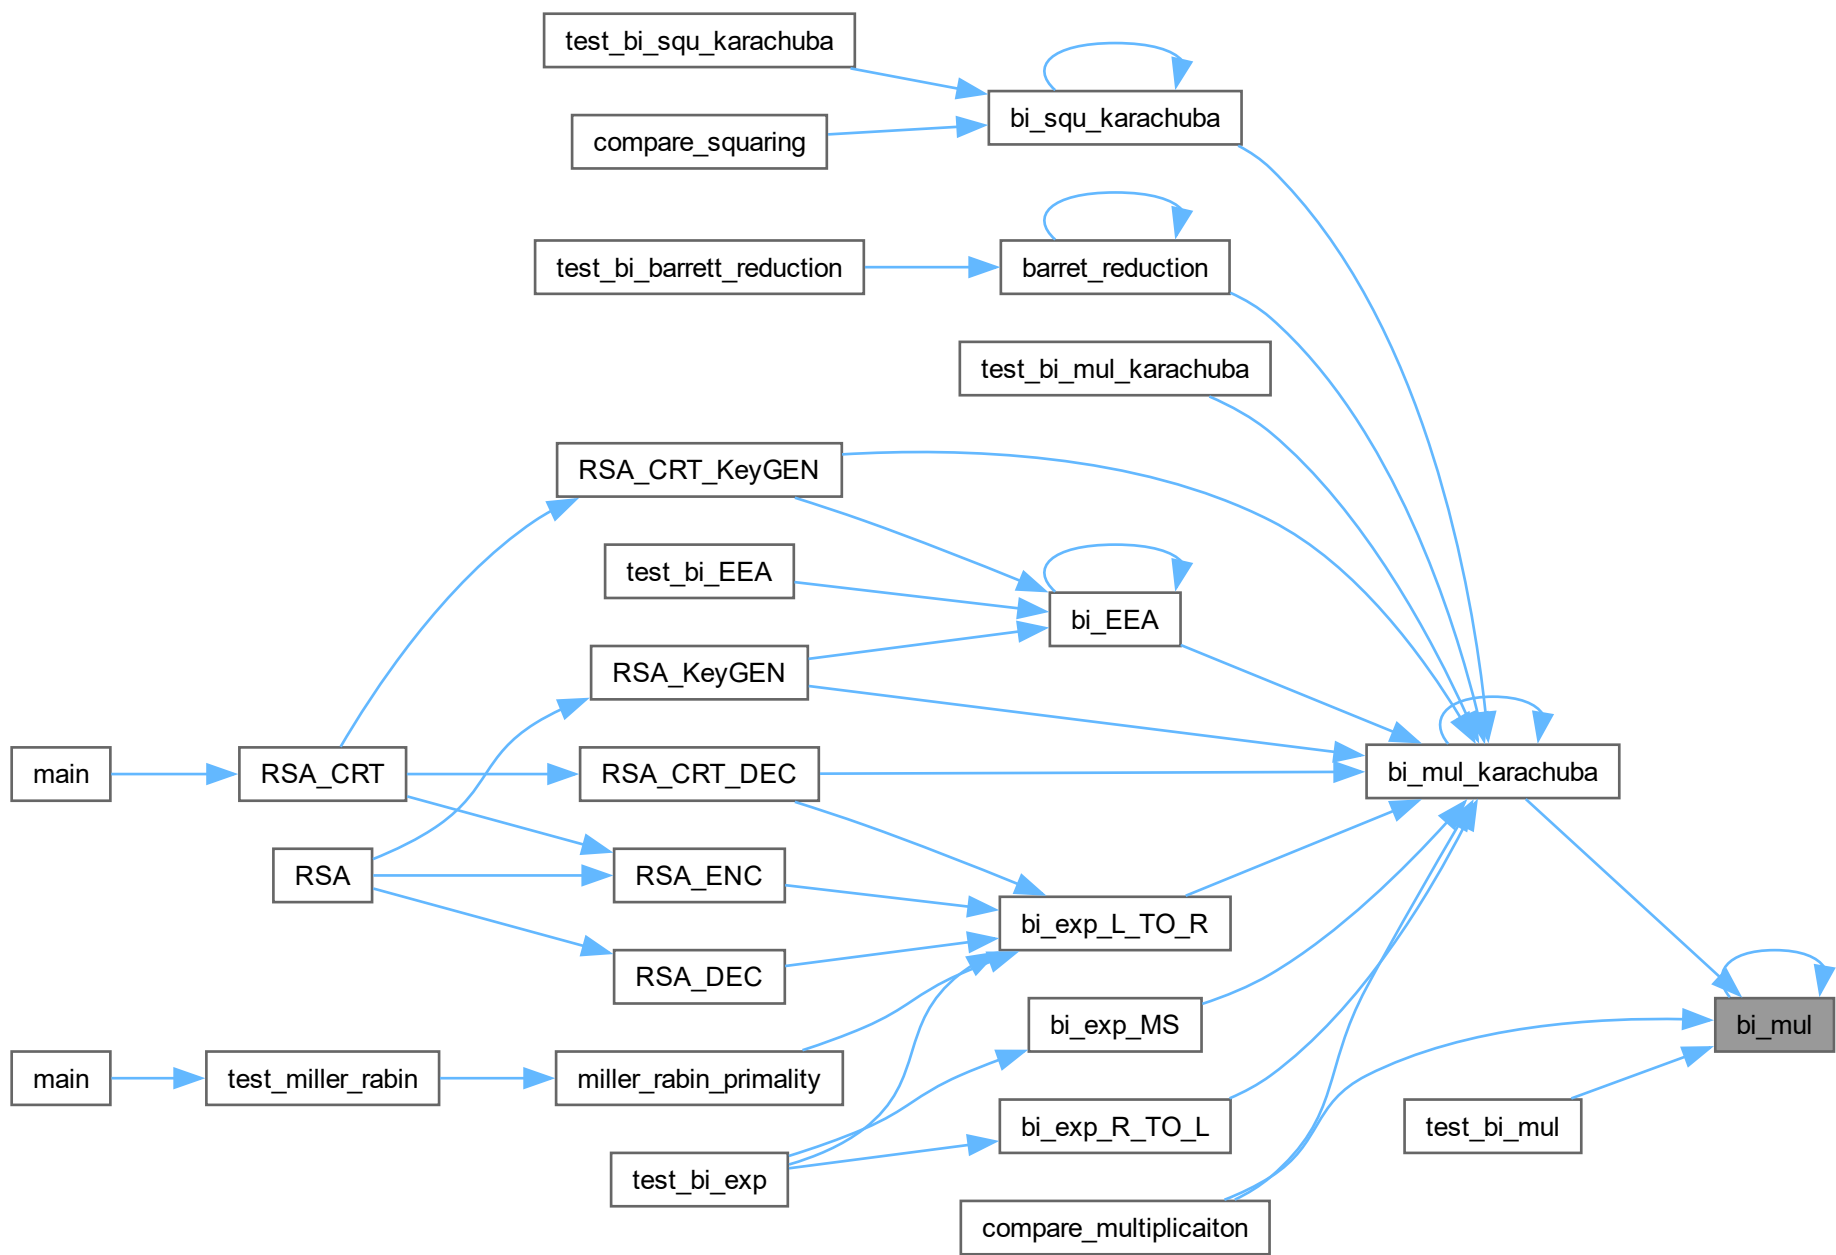 test_bi_squ_karachuba
bi_squ_karachuba
compare_squaring
test_bi_barrett_reduction
barret_reduction
test_bi_mul_karachuba
RSA_CRT_KeyGEN
test_bi_EEA
bi_EEA
RSA_KeyGEN
main
RSA_CRT
RSA_CRT_DEC
bi_mul_karachuba
RSA
RSA_ENC
bi_exp_L_TO_R
RSA_DEC
bi_exp_MS
bi_mul
main
test_miller_rabin
miller_rabin_primality
bi_exp_R_TO_L
test_bi_mul
test_bi_exp
compare_multiplicaiton